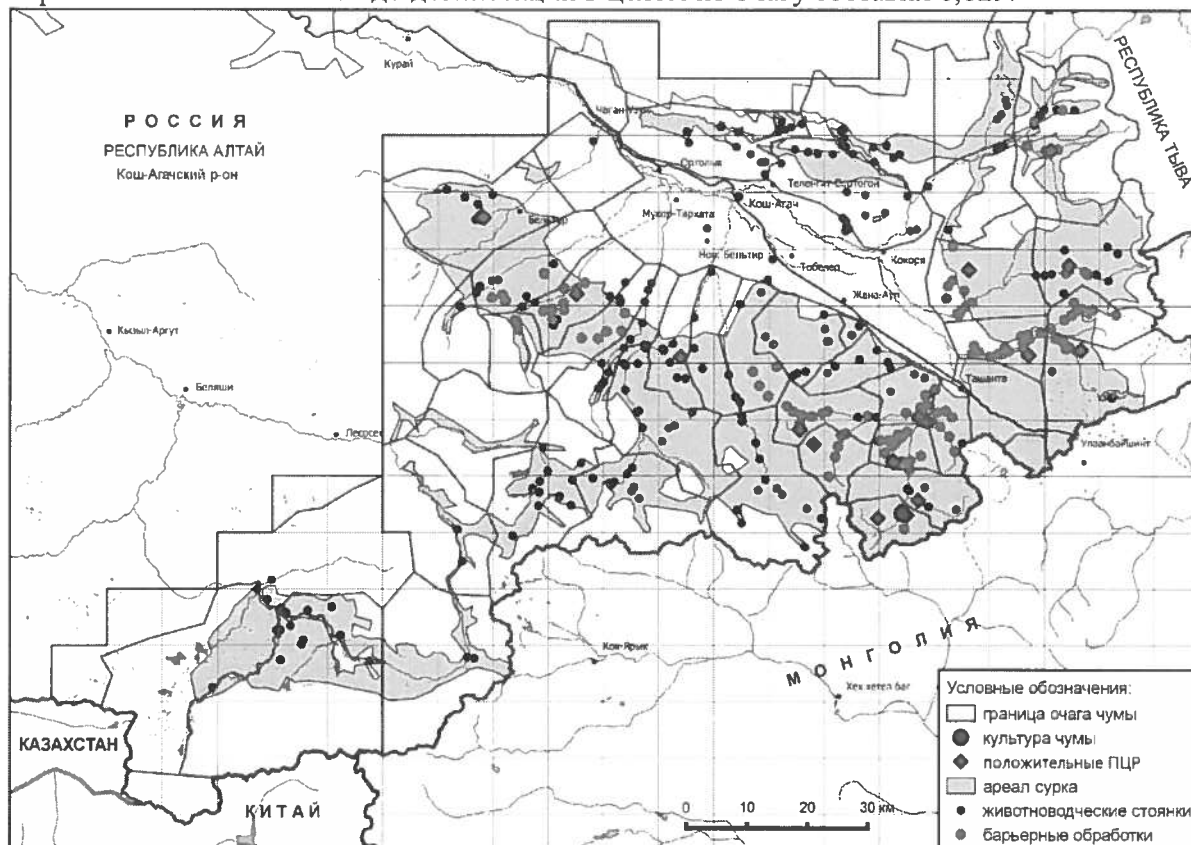 Курай
Чаган-Узун
РЕСПУБЛИКА ТЫВА
РОССИЯ
РЕСПУБЛИКА АЛТАЙ
Кош-Агачский р-он
Ортолык
Теленгит-Сортогой
Кош-Агач
Мухор-Тархата
Бельтир
Нов. Бельтир
Тобелер
Кокоря
Жана-Аул
Кызыл-Аргут
Беляши
Ташанта
Лесосек
Улаанбайшинт
Кок-Ярык
МОНГОЛИЯ
Хек хетел баг
КАЗАХСТАН
КИТАЙ
0 10 20 30 км
Условные обозначения:
граница очага чумы
культура чумы
положительные ПЦР
ареал сурка
животноводческие стоянки
барьерные обработки